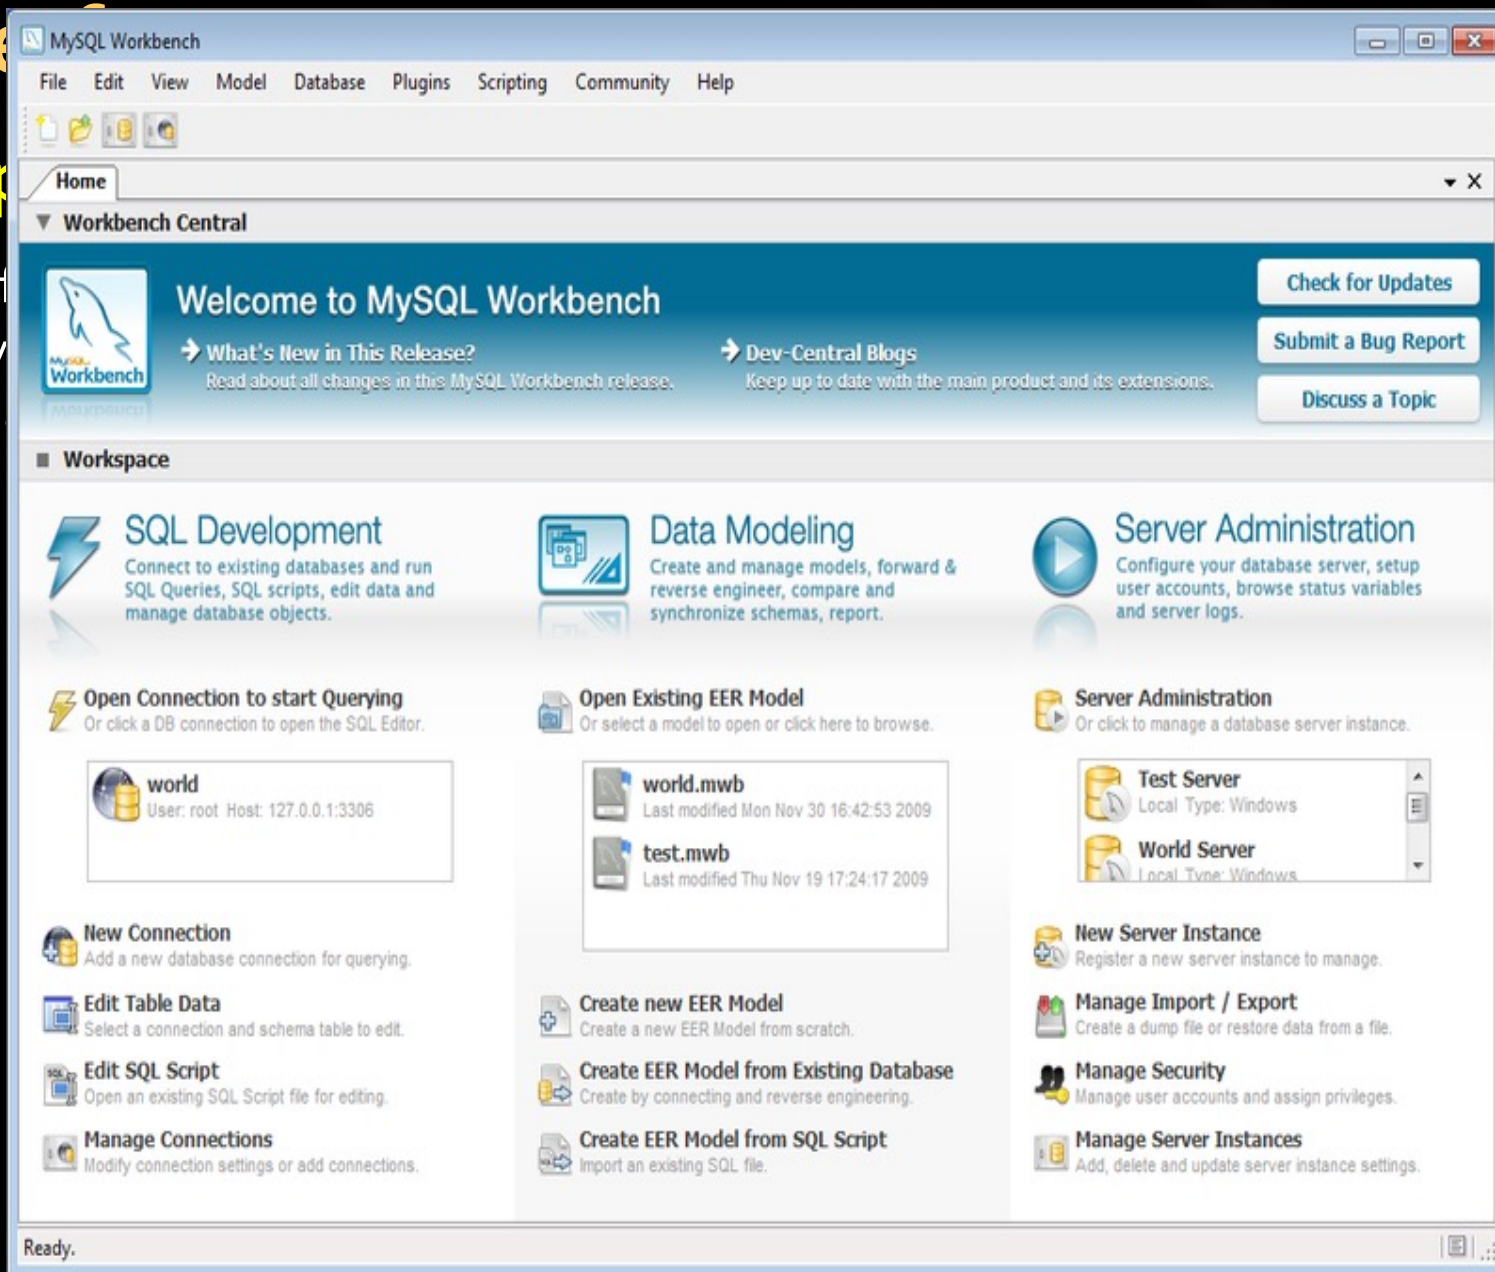 MySQL Workbench
File Edit View Model Database Plugins Scripting Community Help
Home
Workbench Central
MySQL
Workbench
Welcome to MySQL Workbench
What's New in This Release?
Read about all changes in this MySQL Workbench release.
Dev-Central Blogs
Keep up to date with the main product and its extensions.
Check for Updates
Submit a Bug Report
Discuss a Topic
Workspace
SQL Development
Connect to existing databases and run
SQL Queries, SQL scripts, edit data and
manage database objects.
Open Connection to start Querying
Or click a DB connection to open the SQL Editor.
world
User: root Host: 127.0.0.1:3306
New Connection
Add a new database connection for querying.
Edit Table Data
Select a connection and schema table to edit.
Edit SQL Script
Open an existing SQL Script file for editing.
Manage Connections
Modify connection settings or add connections.
Data Modeling
Create and manage models, forward &
reverse engineer, compare and
synchronize schemas, report.
Open Existing EER Model
Or select a model to open or click here to browse.
world.mwb
Last modified Mon Nov 30 16:42:53 2009
test.mwb
Last modified Thu Nov 19 17:24:17 2009
Create new EER Model
Create a new EER Model from scratch.
Create EER Model from Existing Database
Create by connecting and reverse engineering.
Create EER Model from SQL Script
Import an existing SQL file.
Server Administration
Configure your database server, setup
user accounts, browse status variables
and server logs.
Server Administration
Or click to manage a database server instance.
Test Server
Local Type: Windows
World Server
Local Type: Windows
New Server Instance
Register a new server instance to manage.
Manage Import / Export
Create a dump file or restore data from a file.
Manage Security
Manage user accounts and assign privileges.
Manage Server Instances
Add, delete and update server instance settings.
Ready.